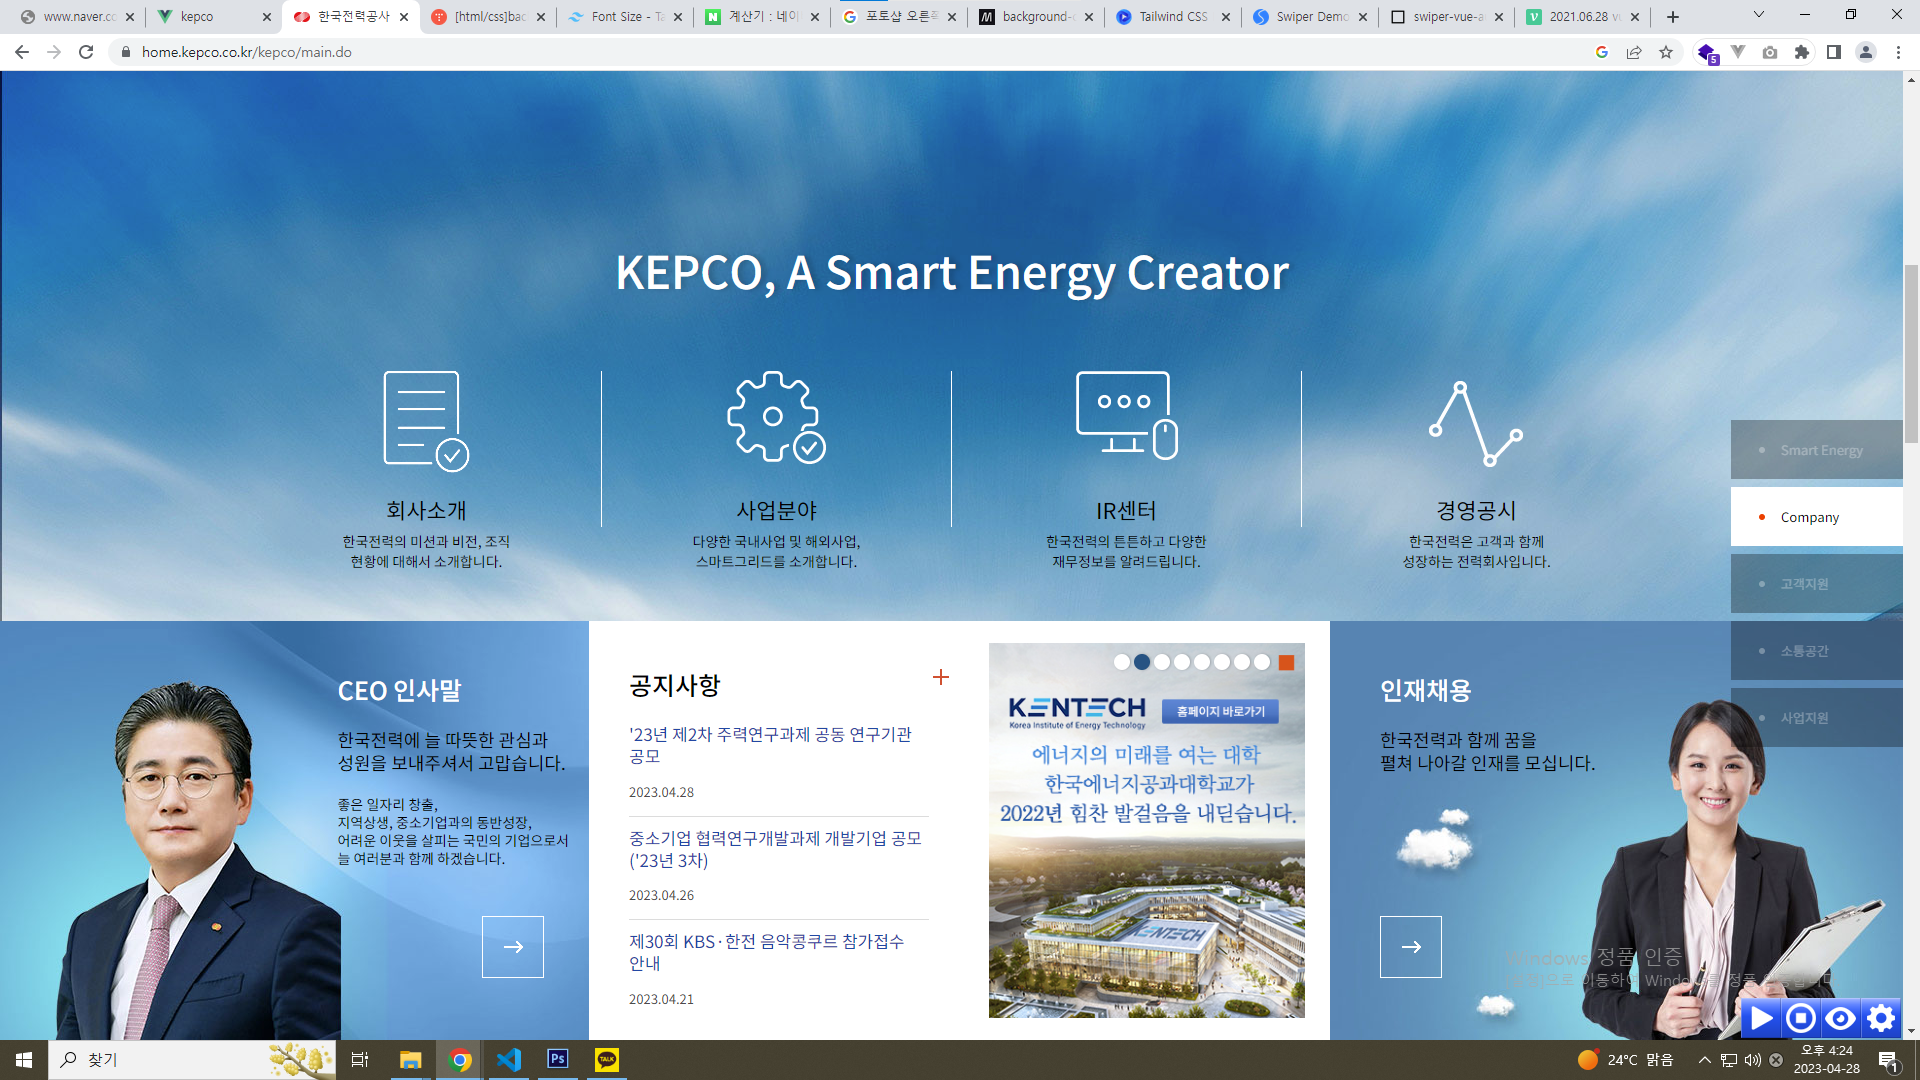 www.naver.co
kepco
한국전력공사
[html/css]bac
Font Size - Ta
계산기 : 네이
포토샵 오른쪽
background-c
Tailwind CSS
Swiper Demo
swiper-vue-a
2021.06.28 vu
home.kepco.co.kr/kepco/main.do
5
KEPCO, A Smart Energy Creator
회사소개
한국전력의 미션과 비전, 조직
현황에 대해서 소개합니다.
사업분야
다양한 국내사업 및 해외사업,
스마트그리드를 소개합니다.
IR센터
한국전력의 튼튼하고 다양한
재무정보를 알려드립니다.
경영공시
한국전력은 고객과 함께
성장하는 전력회사입니다.
Smart Energy
Company
고객지원
소통공간
사업지원
CEO 인사말
한국전력에 늘 따뜻한 관심과
성원을 보내주셔서 고맙습니다.
좋은 일자리 창출,
지역상생, 중소기업과의 동반성장,
어려운 이웃을 살피는 국민의 기업으로서
늘 여러분과 함께 하겠습니다.
공지사항
'23년 제2차 주력연구과제 공동 연구기관
공모
2023.04.28
중소기업 협력연구개발과제 개발기업 공모
('23년 3차)
2023.04.26
제30회 KBS·한전 음악콩쿠르 참가접수
안내
2023.04.21
KENTECH
Korea Institute of Energy Technology
홈페이지 바로가기
에너지의 미래를 여는 대학
한국에너지공과대학교가
2022년 힘찬 발걸음을 내딛습니다.
KENTECH
인재채용
한국전력과 함께 꿈을
펼쳐 나아갈 인재를 모십니다.
Windows 정품 인증
이동하여 Windows를 정품
찾기
Ps
TALK
24°C 맑음
오후 4:24
2023-04-28
1